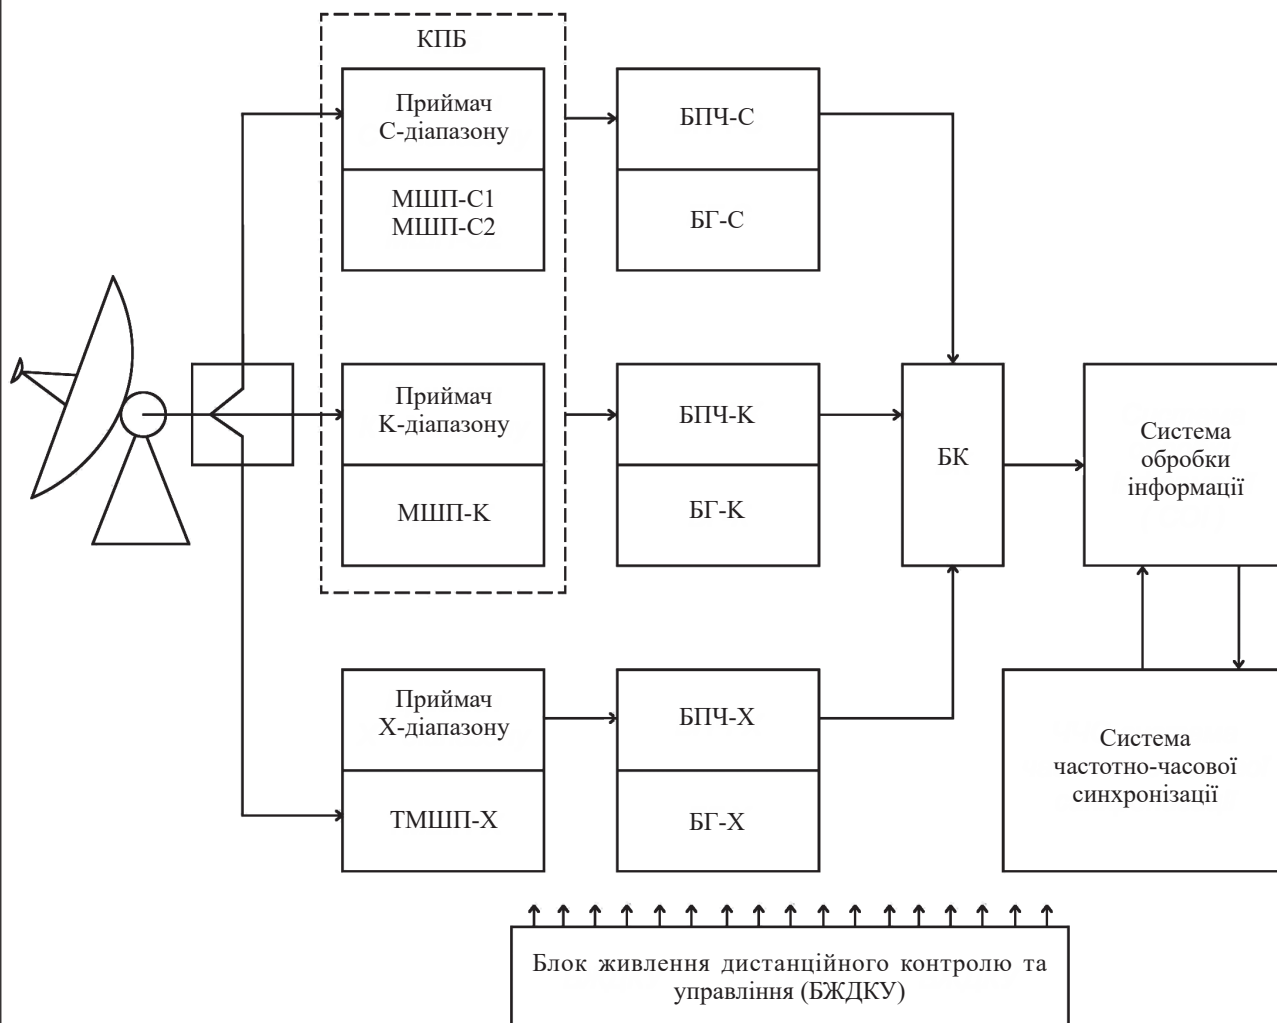 КПБ
Приймач
С-діапазону
МШП-С1
МШП-С2
БПЧ-С
БГ-С
Приймач
К-діапазону
МШП-К
БПЧ-К
БГ-К
БК
Система
обробки
інформації
Приймач
Х-діапазону
ТМШП-Х
БПЧ-Х
БГ-Х
Система
частотно-часової
синхронізації
Блок живлення дистанційного контролю та
управління (БЖДКУ)